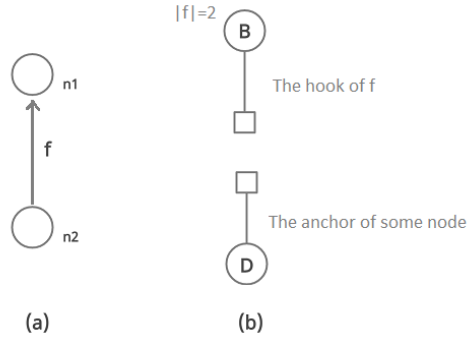 |f|=2
B
n1
The hook of f
f
The anchor of some node
n2
D
(a)
(b)